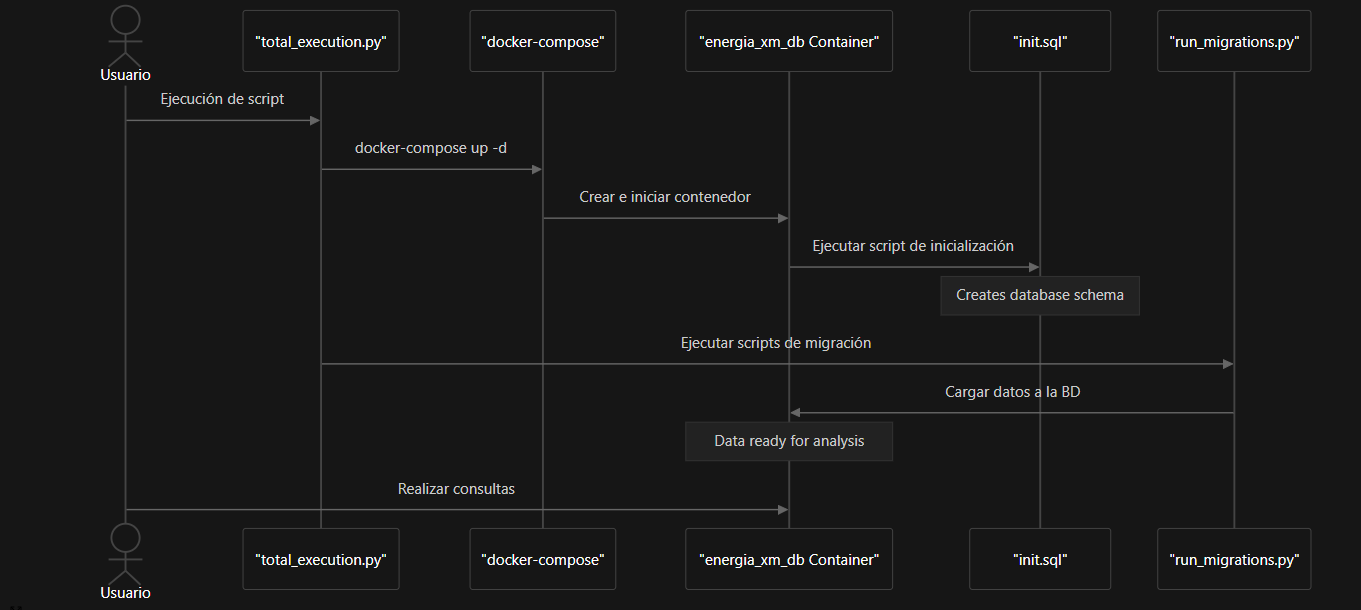 Usuario
"total_execution.py"
"docker-compose"
"energia_xm_db Container"
"init.sql"
"run_migrations.py"
Ejecución de script
docker-compose up -d
Crear e iniciar contenedor
Ejecutar script de inicialización
Creates database schema
Ejecutar scripts de migración
Cargar datos a la BD
Data ready for analysis
Realizar consultas
Usuario
"total_execution.py"
"docker-compose"
"energia_xm_db Container"
"init.sql"
"run_migrations.py"